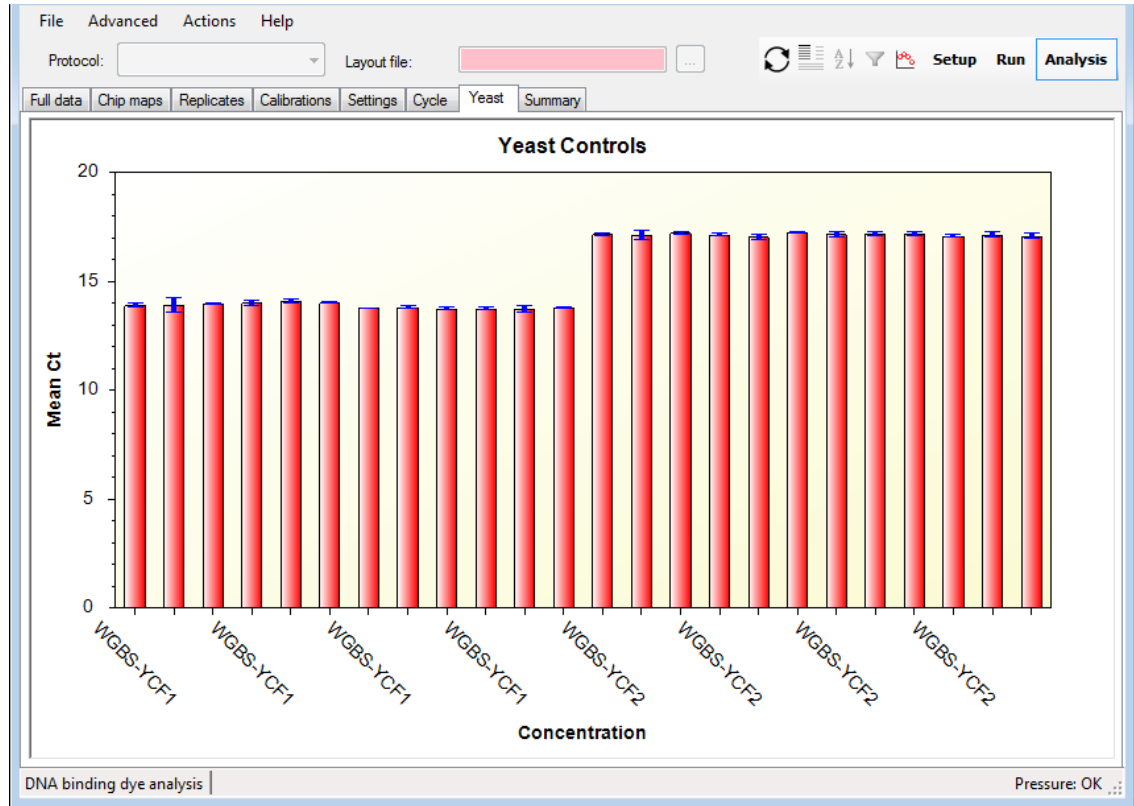 File Advanced Actions Help
Protocol: Layout file: ... Setup Run Analysis
Full data Chip maps Replicates Calibrations Settings Cycle Yeast Summary
Yeast Controls
20
15
10
5
0
Mean Ct
WGBS-YCF1 WGBS-YCF1 WGBS-YCF1 WGBS-YCF1 WGBS-YCF2 WGBS-YCF2 WGBS-YCF2 WGBS-YCF2
Concentration
DNA binding dye analysis Pressure: OK